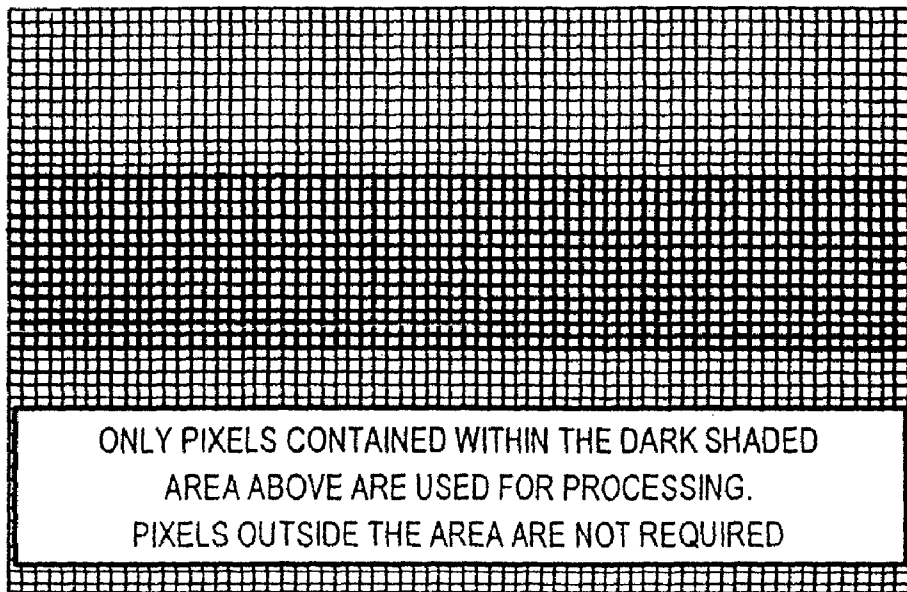 ONLY PIXELS CONTAINED WITHIN THE DARK SHADED
AREA ABOVE ARE USED FOR PROCESSING.
PIXELS OUTSIDE THE AREA ARE NOT REQUIRED